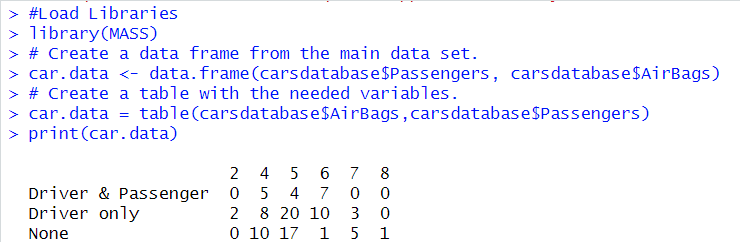 > #Load Libraries
> library(MASS)
> # Create a data frame from the main data set.
> car.data <- data.frame(carsdatabase$Passengers, carsdatabase$AirBags)
> # Create a table with the needed variables.
> car.data = table(carsdatabase$AirBags,carsdatabase$Passengers)
> print(car.data)
2 4 5 6 7 8
Driver & Passenger 0 5 4 7 0 0
Driver only 2 8 20 10 3 0
None 0 10 17 1 5 1